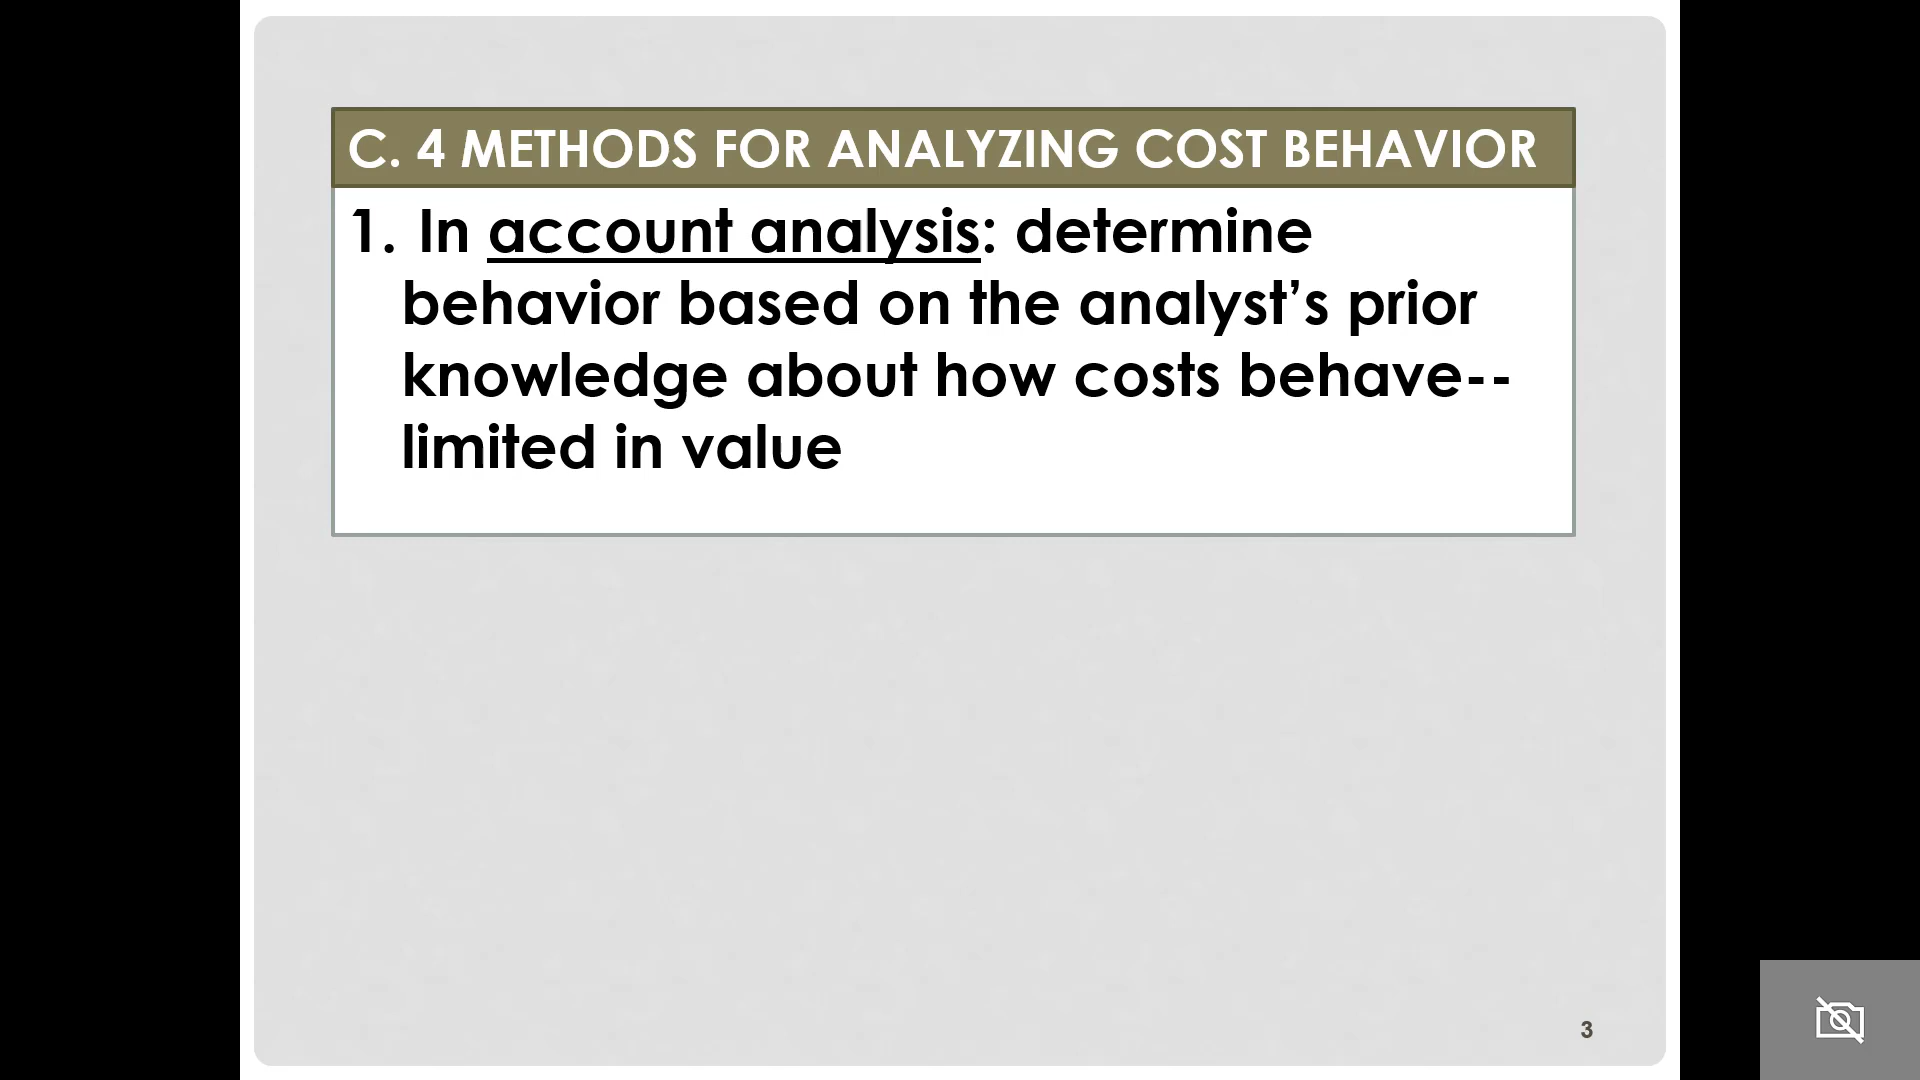 C. 4 METHODS FOR ANALYZING COST BEHAVIOR
1. In account analysis: determine
behavior based on the analyst’s prior
knowledge about how costs behave--
limited in value
3